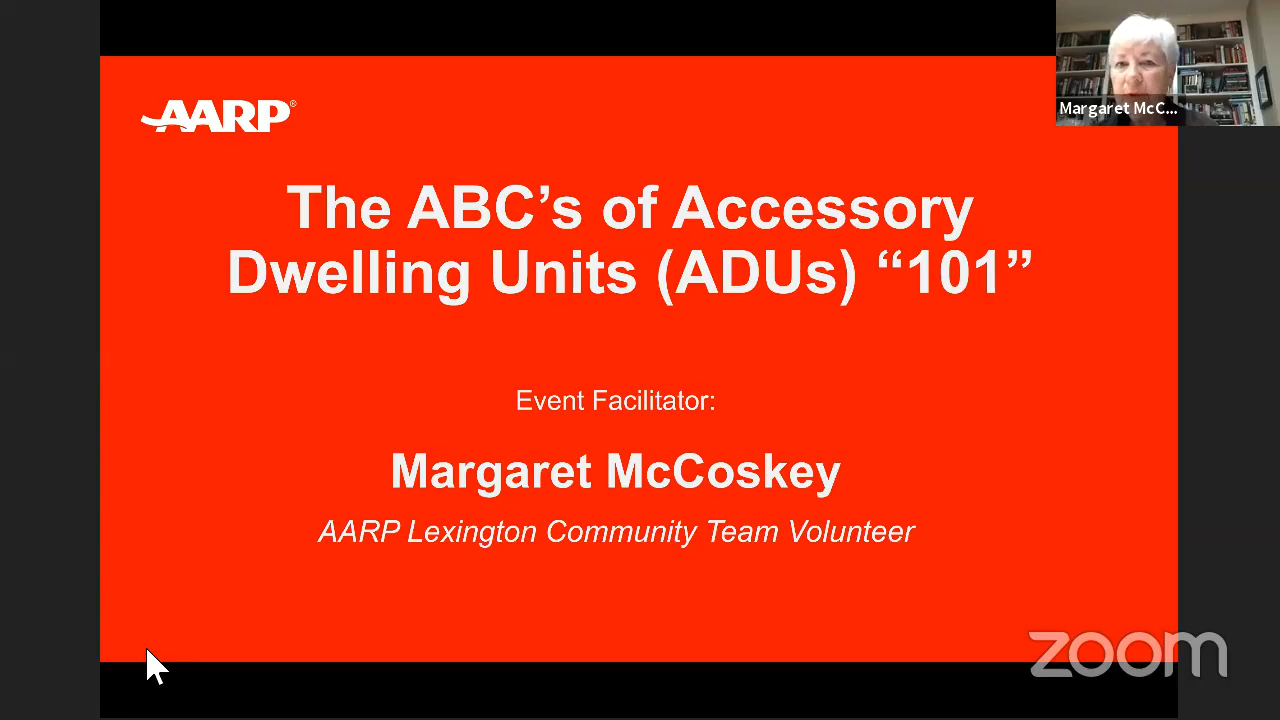 AARP®
Margaret McC...
The ABC’s of Accessory
Dwelling Units (ADUs) “101”
Event Facilitator:
Margaret McCoskey
AARP Lexington Community Team Volunteer
zoom